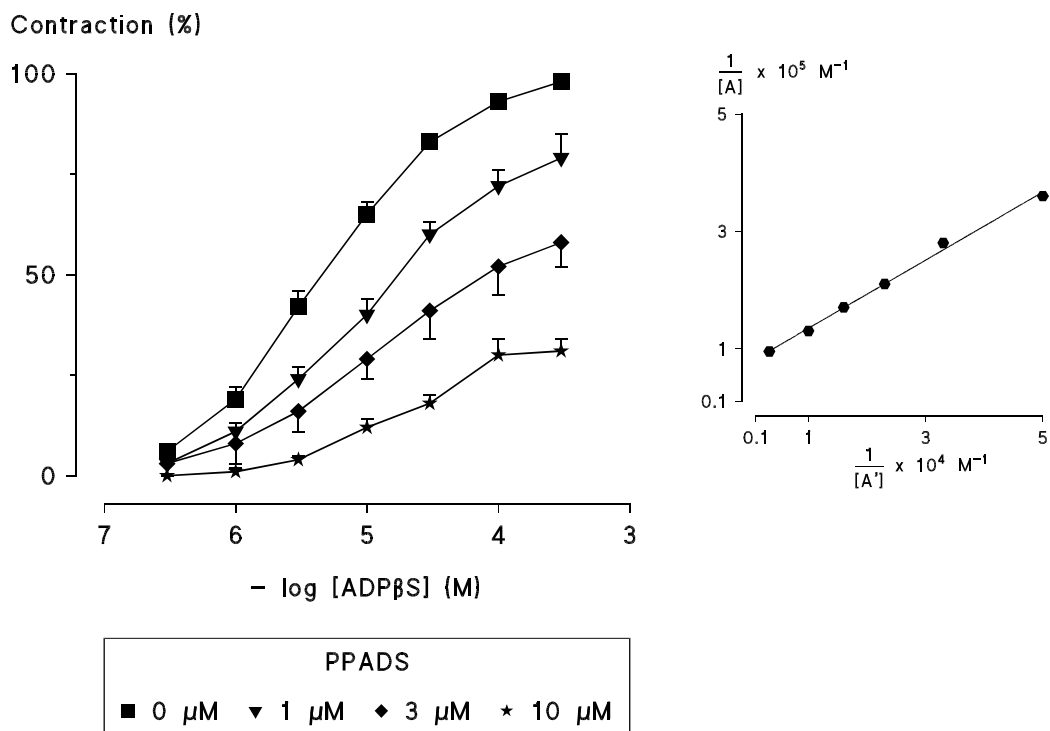 Contraction (%)
100
50
0
7 6 5 4 3
– log [ADPβS] (M)
PPADS
0 µM 1 µM 3 µM 10 µM
1/[A] x 10⁵ M⁻¹
5
3
1
0.1
0.1 1 3 5
1/[A'] x 10⁴ M⁻¹